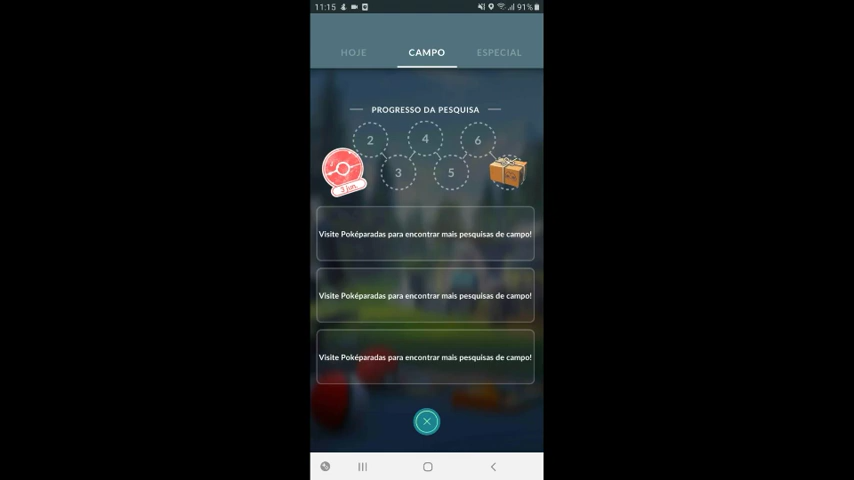 11:15 91%
HOJE CAMPO ESPECIAL
PROGRESSO DA PESQUISA
2 4 6
3 jan.
3 5
Visite Poképaradas para encontrar mais pesquisas de campo!
Visite Poképaradas para encontrar mais pesquisas de campo!
Visite Poképaradas para encontrar mais pesquisas de campo!